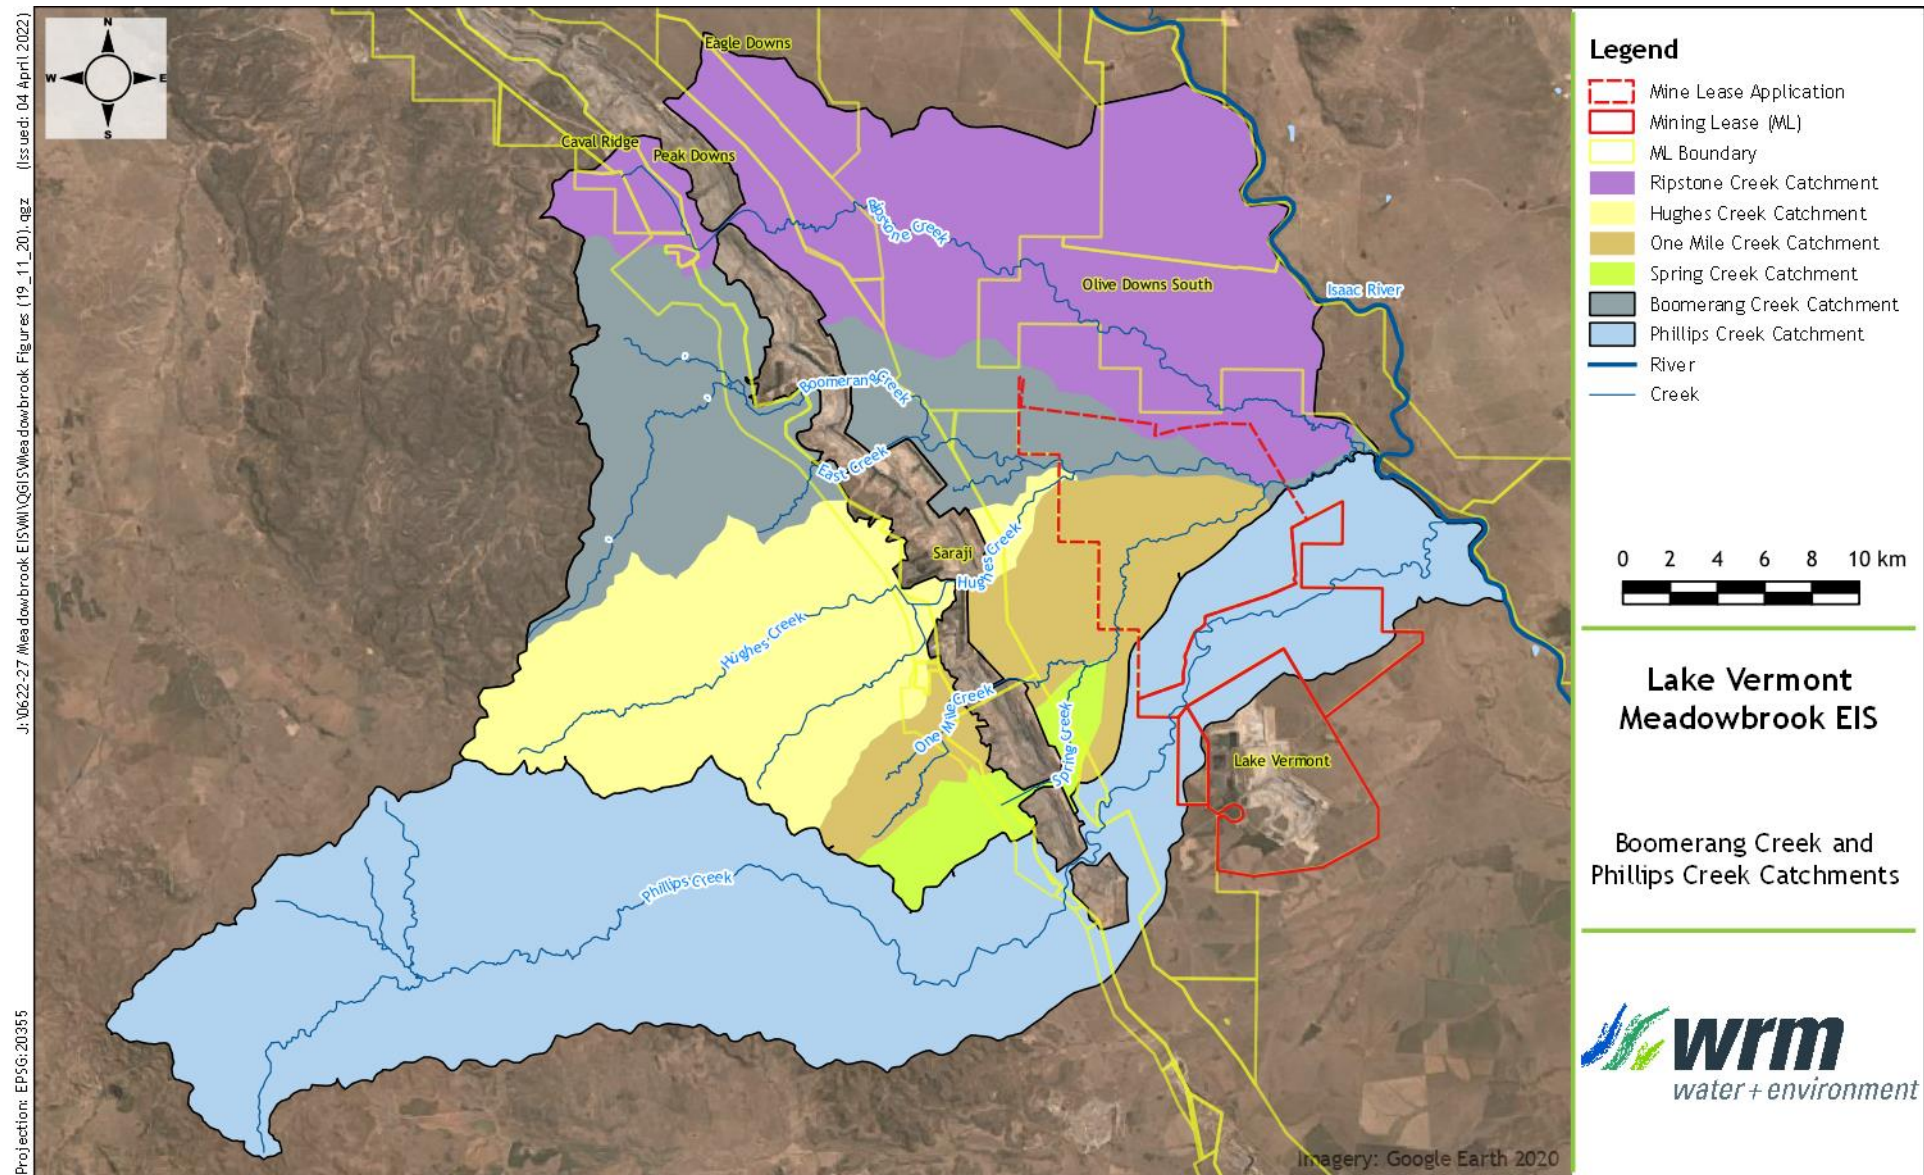 J:\0622-27 Meadowbrook EIS\MI\QGIS\Meadowbrook Figures (19_11_20).qgz (Issued: 04 April 2022)
Projection: EPSG:20355
N
W
E
S
Eagle Downs
Caval Ridge
Peak Downs
Ripstone Creek
Olive Downs South
Isaac River
Boomerang Creek
East Creek
Saraji
Hughes Creek
Hughes Creek
One Mile Creek
Spring Creek
Lake Vermont
Phillips Creek
Imagery: Google Earth 2020
Legend
Mine Lease Application
Mining Lease (ML)
ML Boundary
Ripstone Creek Catchment
Hughes Creek Catchment
One Mile Creek Catchment
Spring Creek Catchment
Boomerang Creek Catchment
Phillips Creek Catchment
River
Creek
0 2 4 6 8 10 km
Lake Vermont
Meadowbrook EIS
Boomerang Creek and
Phillips Creek Catchments
wrm
water + environment